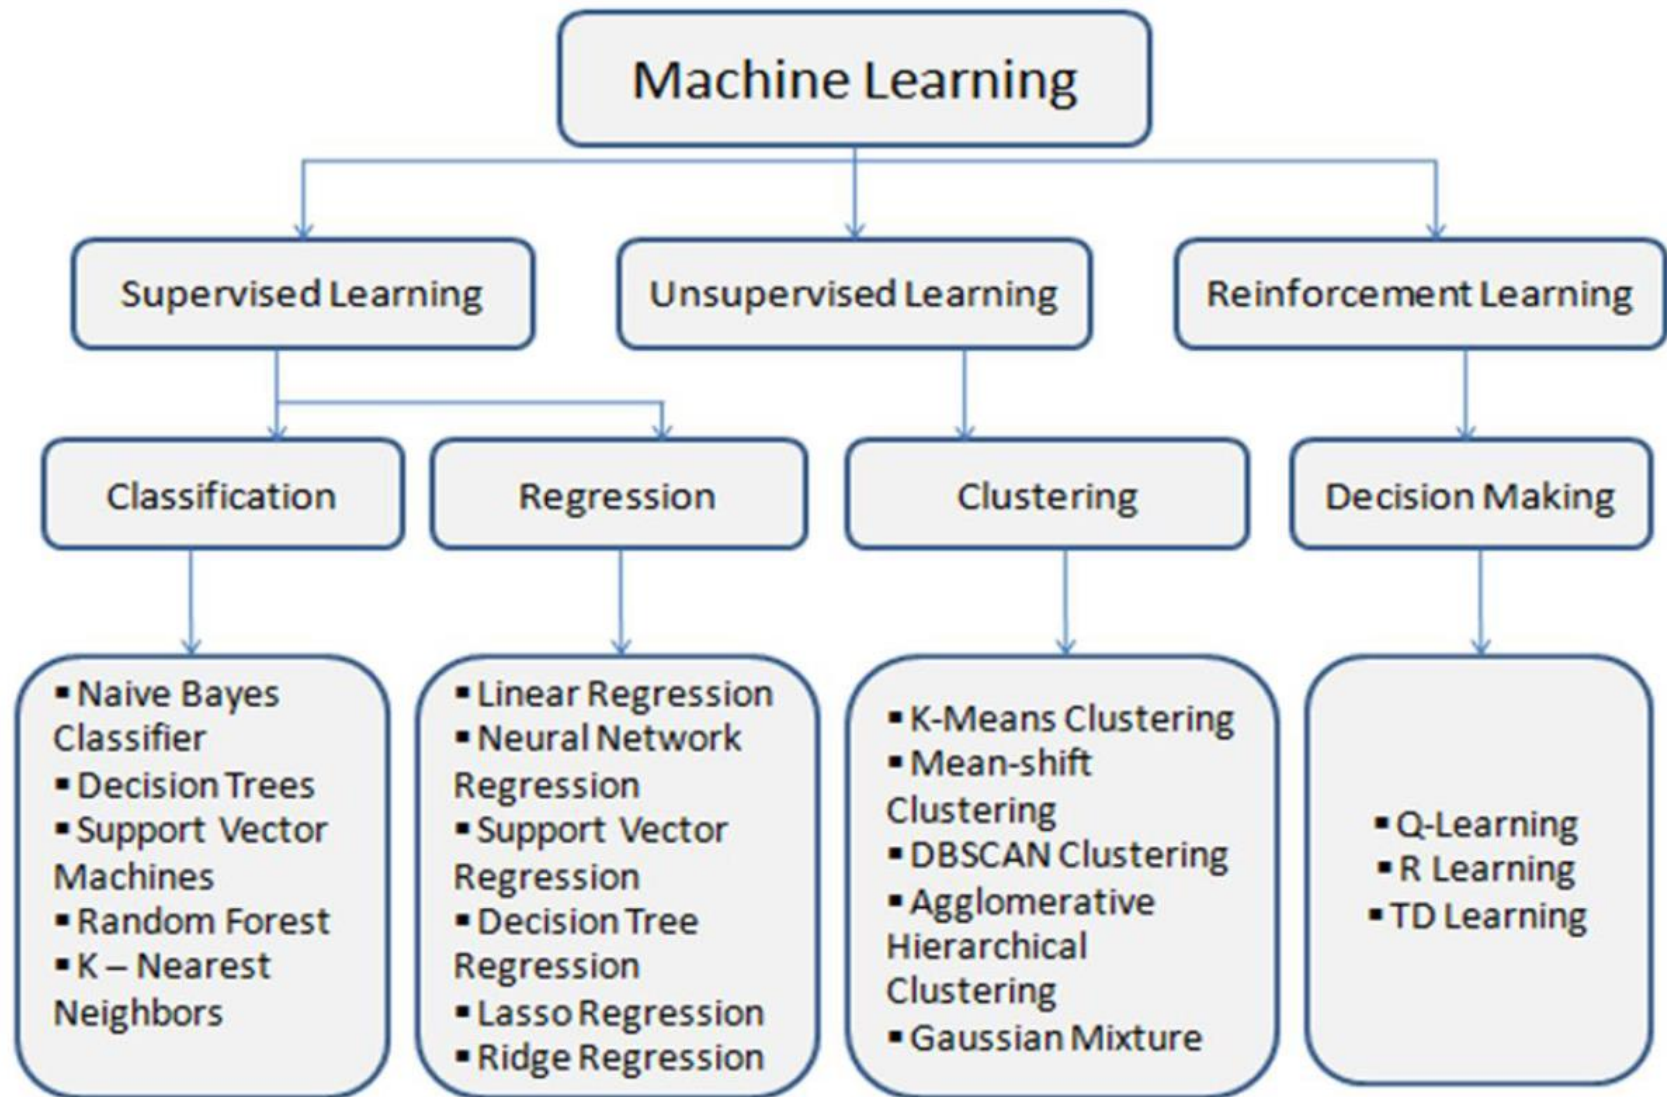 Machine Learning
Supervised Learning
Unsupervised Learning
Reinforcement Learning
Classification
Regression
Clustering
Decision Making
▪ Naive Bayes
Classifier
▪ Decision Trees
▪ Support Vector
Machines
▪ Random Forest
▪ K – Nearest
Neighbors
▪ Linear Regression
▪ Neural Network
Regression
▪ Support Vector
Regression
▪ Decision Tree
Regression
▪ Lasso Regression
▪ Ridge Regression
▪ K-Means Clustering
▪ Mean-shift
Clustering
▪ DBSCAN Clustering
▪ Agglomerative
Hierarchical
Clustering
▪ Gaussian Mixture
▪ Q-Learning
▪ R Learning
▪ TD Learning